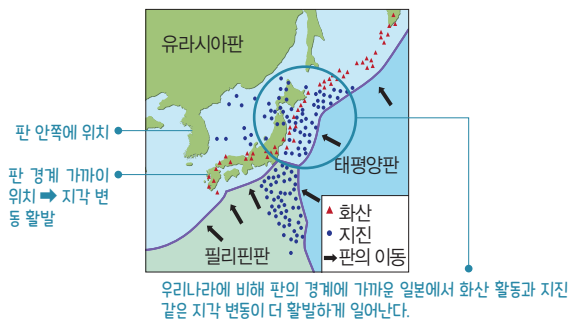 유라시아판
판 안쪽에 위치
판 경계 가까이
위치 ➡ 지각 변
동 활발
태평양판
필리핀판
화산
지진
판의 이동
우리나라에 비해 판의 경계에 가까운 일본에서 화산 활동과 지진
같은 지각 변동이 더 활발하게 일어난다.